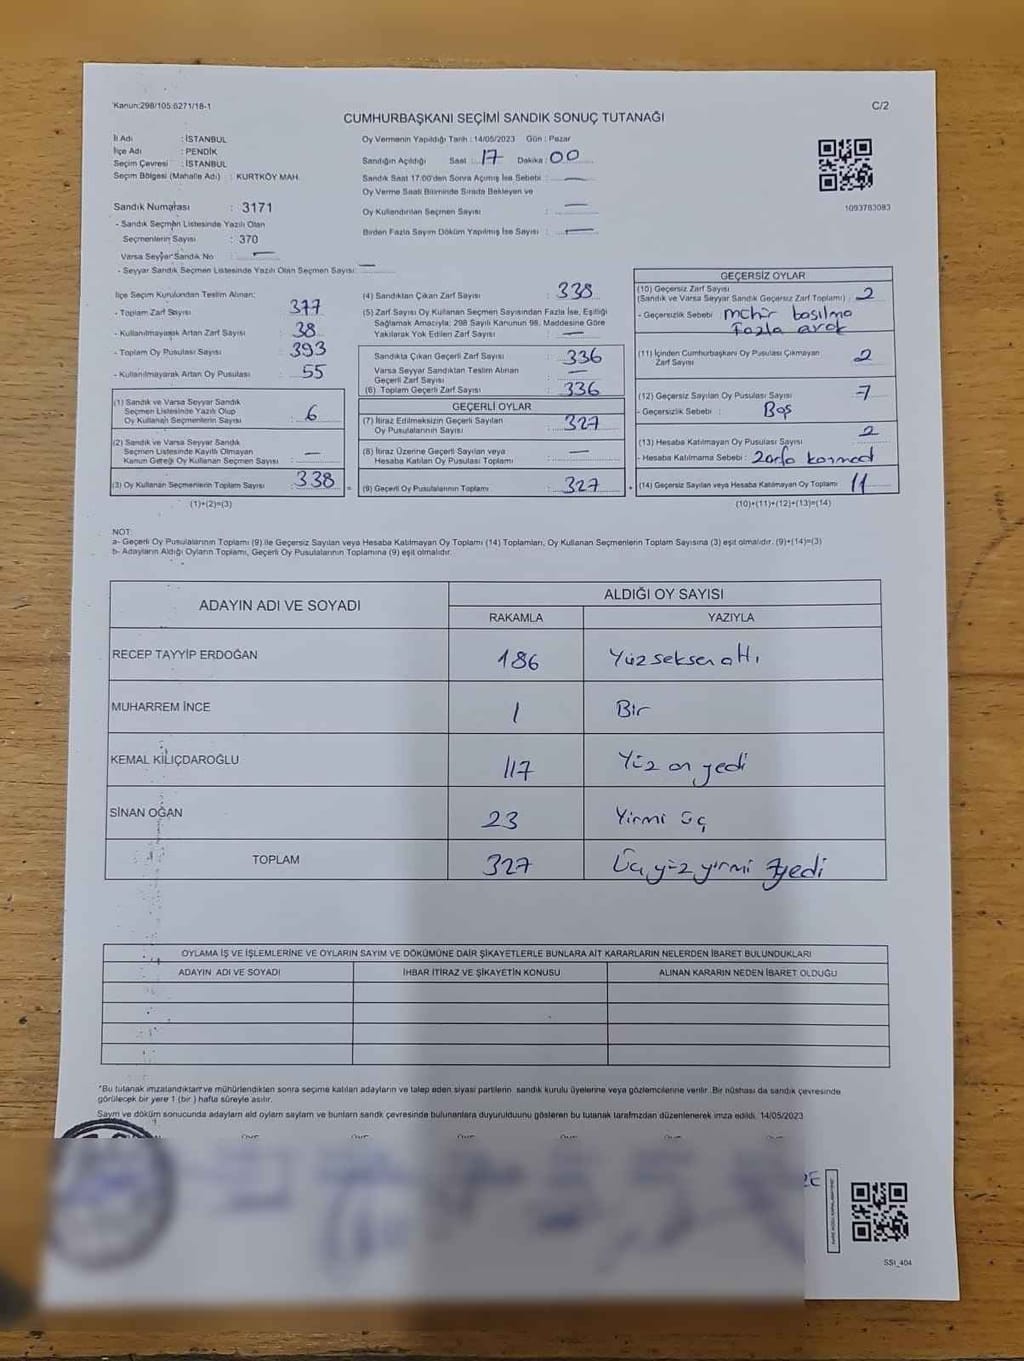 Kanun:298/105:6271/18-1
C/2
CUMHURBAŞKANI SEÇİMİ SANDIK SONUÇ TUTANAĞI
İl Adı : İSTANBUL
İlçe Adı : PENDİK
Seçim Çevresi : İSTANBUL
Seçim Bölgesi (Mahalle Adı) : KURTKÖY MAH.
Sandık Numarası : 3171
- Sandık Seçmen Listesinde Yazılı Olan
Seçmenlerin Sayısı : 370
Varsa Seyyar Sandık No : —
- Seyyar Sandık Seçmen Listesinde Yazılı Olan Seçmen Sayısı: —
Oy Vermenin Yapıldığı Tarih : 14/05/2023 Gün : Pazar
Sandığın Açıldığı Saat : 17 Dakika : 00
Sandık Saat 17:00'den Sonra Açılmış İse Sebebi : —
Oy Verme Saati Bitiminde Sırada Bekleyen ve
Oy Kullandırılan Seçmen Sayısı : —
Birden Fazla Sayım Döküm Yapılmış İse Sayısı : —
1093783083
İlçe Seçim Kurulundan Teslim Alınan;
- Toplam Zarf Sayısı : 377
- Kullanılmayarak Artan Zarf Sayısı : 38
- Toplam Oy Pusulası Sayısı : 393
- Kullanılmayarak Artan Oy Pusulası : 55
(1) Sandık ve Varsa Seyyar Sandık
Seçmen Listesinde Yazılı Olup
Oy Kullanan Seçmenlerin Sayısı : 6
(2) Sandık ve Varsa Seyyar Sandık
Seçmen Listesinde Kayıtlı Olmayan
Kanun Gereği Oy Kullanan Seçmen Sayısı : —
(3) Oy Kullanan Seçmenlerin Toplam Sayısı : 338
(1)+(2)=(3)
(4) Sandıktan Çıkan Zarf Sayısı : 338
(5) Zarf Sayısı Oy Kullanan Seçmen Sayısından Fazla İse, Eşitliği
Sağlamak Amacıyla; 298 Sayılı Kanunun 98. Maddesine Göre
Yakılarak Yok Edilen Zarf Sayısı : —
Sandıkta Çıkan Geçerli Zarf Sayısı : 336
Varsa Seyyar Sandıktan Teslim Alınan
Geçerli Zarf Sayısı : —
(6) Toplam Geçerli Zarf Sayısı : 336
GEÇERLİ OYLAR
(7) İtiraz Edilmeksizin Geçerli Sayılan
Oy Pusulalarının Sayısı : 327
(8) İtiraz Üzerine Geçerli Sayılan veya
Hesaba Katılan Oy Pusulası Toplamı : —
(9) Geçerli Oy Pusulalarının Toplamı : 327
GEÇERSİZ OYLAR
(10) Geçersiz Zarf Sayısı
(Sandık ve Varsa Seyyar Sandık Geçersiz Zarf Toplamı) : 2
- Geçersizlik Sebebi : mühür basılmo
Fazla
(11) İçinden Cumhurbaşkanı Oy Pusulası Çıkmayan
Zarf Sayısı : 2
(12) Geçersiz Sayılan Oy Pusulası Sayısı : 7
- Geçersizlik Sebebi : Boş
(13) Hesaba Katılmayan Oy Pusulası Sayısı : 2
- Hesaba Katılmama Sebebi :
(14) Geçersiz Sayılan veya Hesaba Katılmayan Oy Toplamı : 11
(10)+(11)+(12)+(13)=(14)
NOT:
a- Geçerli Oy Pusulalarının Toplamı (9) ile Geçersiz Sayılan veya Hesaba Katılmayan Oy Toplamı (14) Toplamları, Oy Kullanan Seçmenlerin Toplam Sayısına (3) eşit olmalıdır. (9)+(14)=(3)
b- Adayların Aldığı Oyların Toplamı, Geçerli Oy Pusulalarının Toplamına (9) eşit olmalıdır.
ADAYIN ADI VE SOYADI
ALDIĞI OY SAYISI
RAKAMLA YAZIYLA
RECEP TAYYİP ERDOĞAN 186 Yüz seksen altı
MUHARREM İNCE 1 Bir
KEMAL KILIÇDAROĞLU 117 Yüz on yedi
SİNAN OĞAN 23 Yirmi üç
TOPLAM 327 Üç yüz yirmi yedi
OYLAMA İŞ VE İŞLEMLERİNE VE OYLARIN SAYIM VE DÖKÜMÜNE DAİR ŞİKAYETLERLE BUNLARA AİT KARARLARIN NELERDEN İBARET BULUNDUKLARI
ADAYIN ADI VE SOYADI İHBAR İTİRAZ VE ŞİKAYETİN KONUSU ALINAN KARARIN NEDEN İBARET OLDUĞU
*Bu tutanak imzalandıktan ve mühürlendikten sonra seçime katılan adayların ve talep eden siyasi partilerin, sandık kurulu üyelerine veya gözlemcilerine verilir. Bir nüshası da sandık çevresinde
görülecek bir yere 1 (bir) hafta süreyle asılır.
Sayım ve döküm sonucunda adayların aldı oyların sayıları ve bunların sandık çevresinde bulunanlara duyurulduunu gösteren bu tutanak tarafımızdan düzenlenerek imza edildi. 14/05/2023
SSt_404